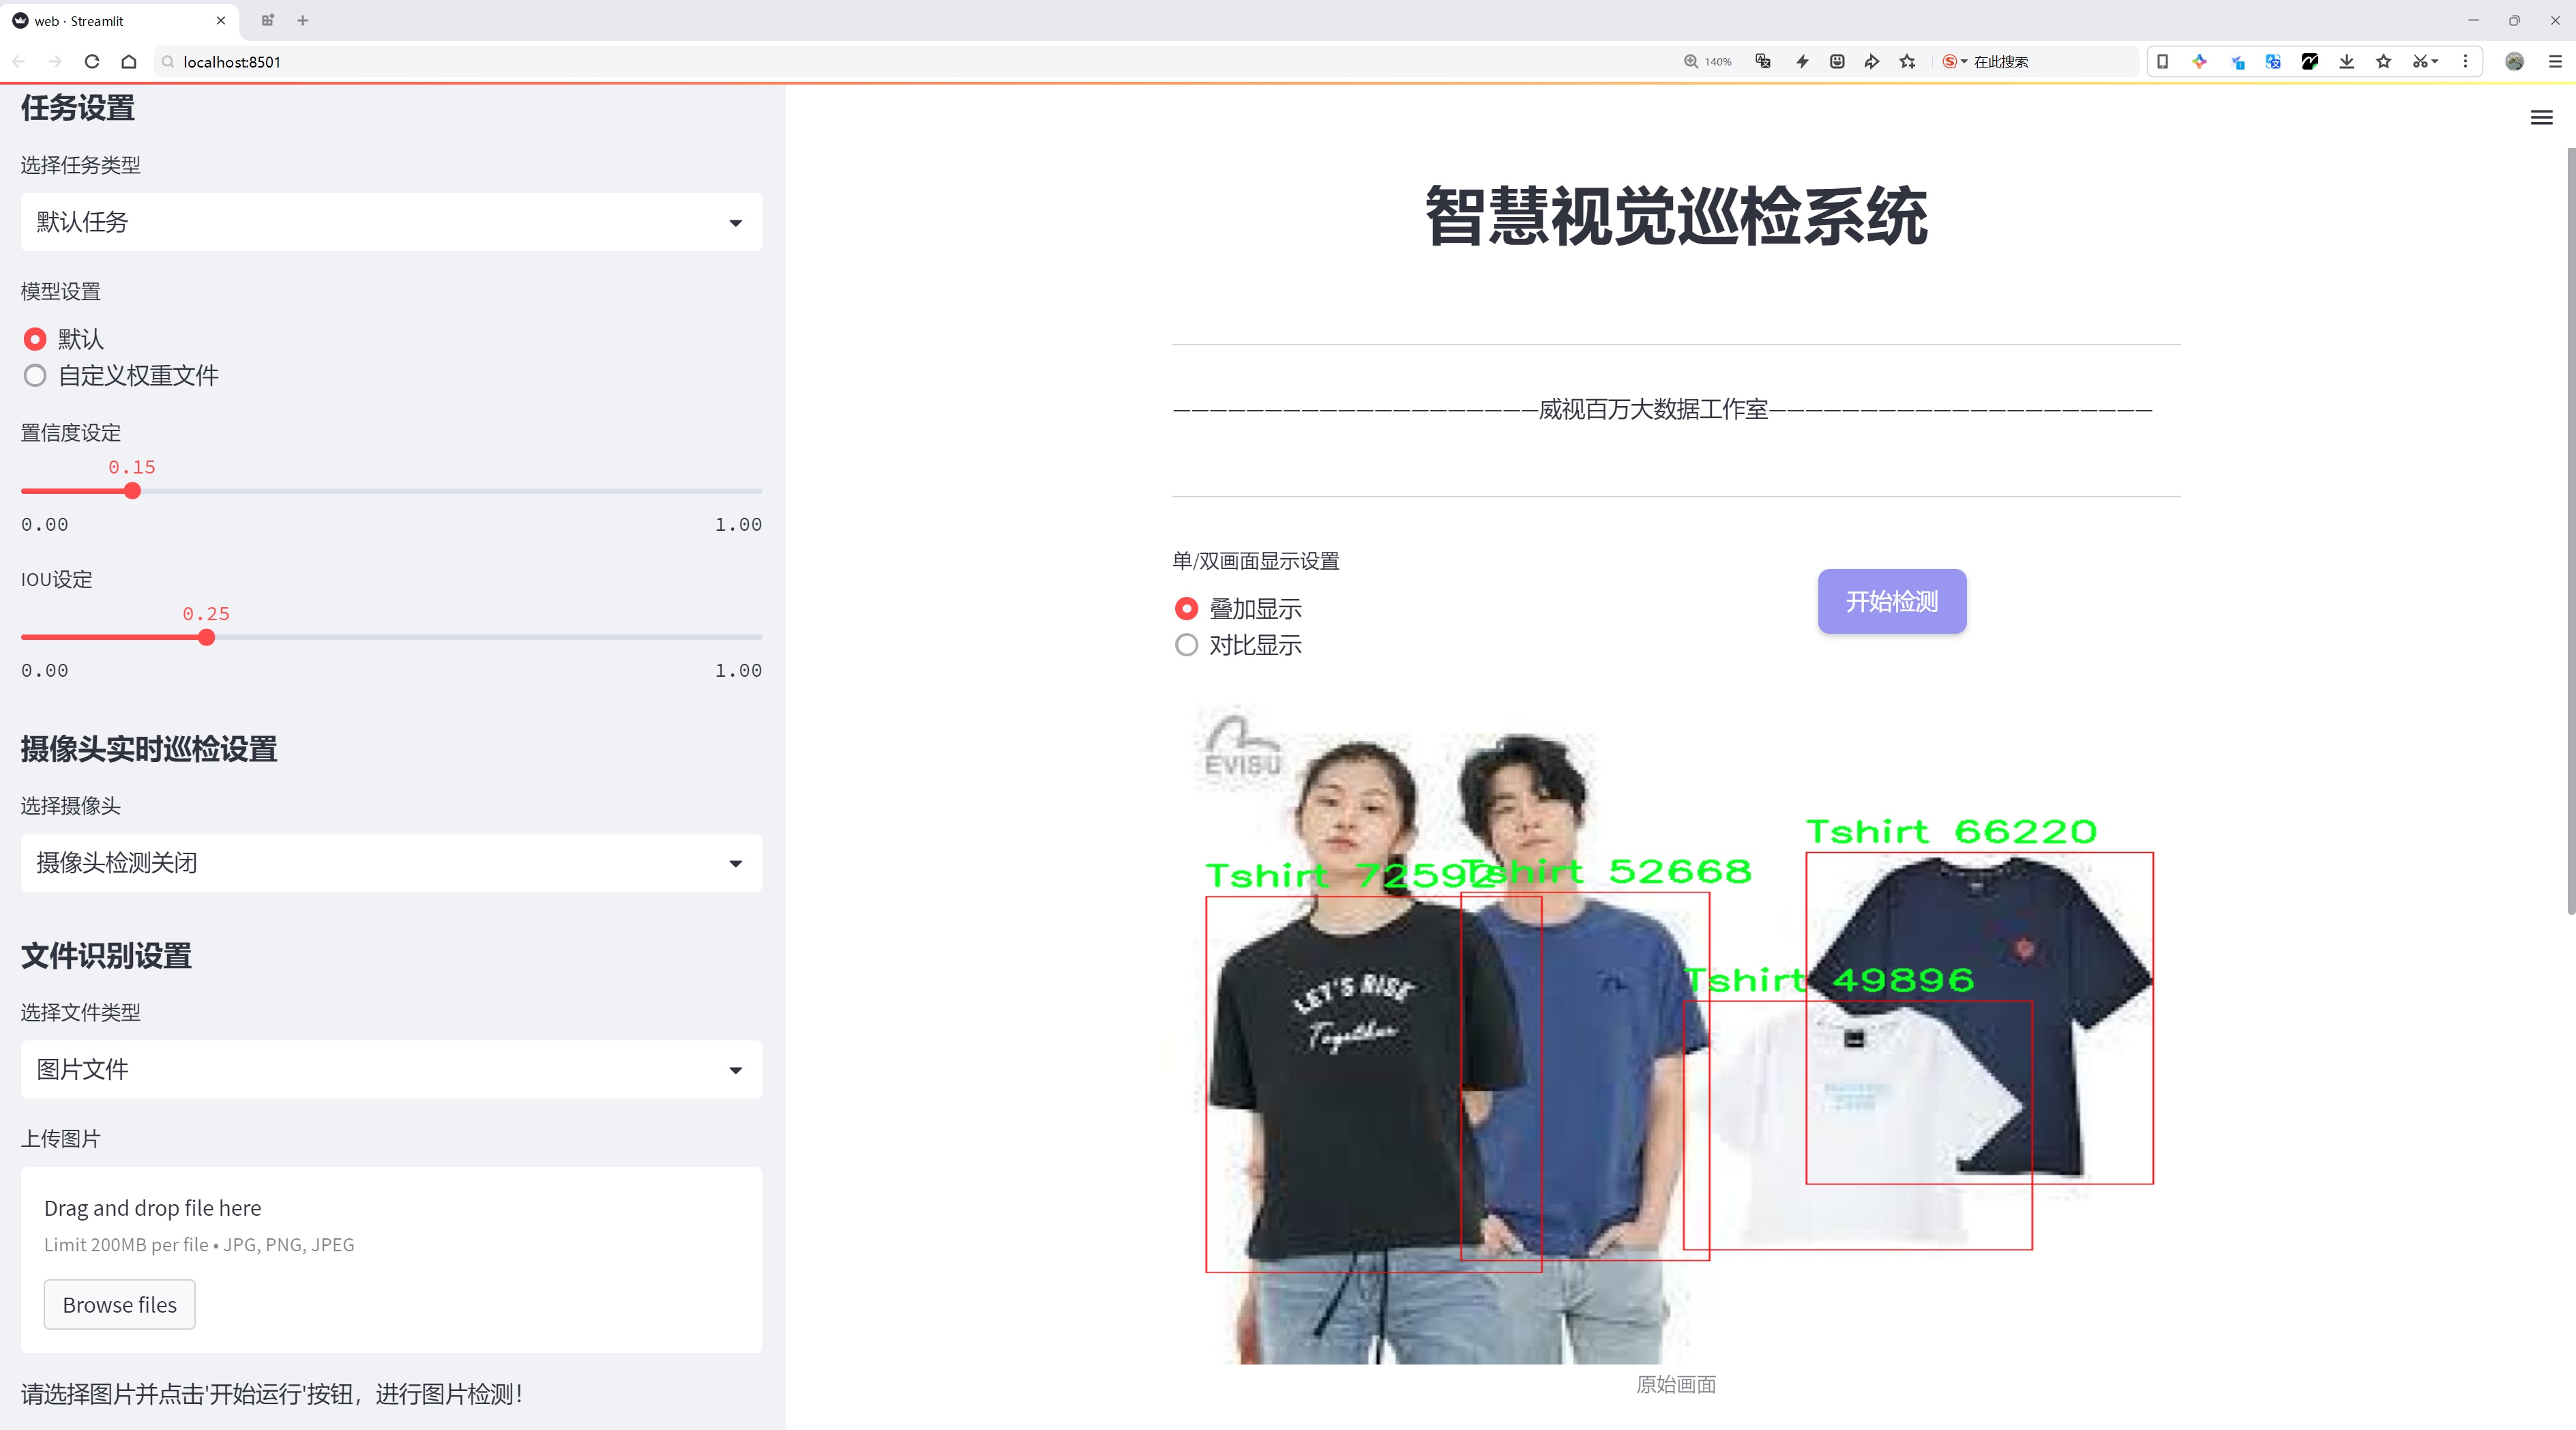 web · Streamlit
localhost:8501
140%
在此搜索
任务设置
选择任务类型
默认任务
模型设置
默认
自定义权重文件
置信度设定
0.15
0.00
1.00
IOU设定
0.25
0.00
1.00
摄像头实时巡检设置
选择摄像头
摄像头检测关闭
文件识别设置
选择文件类型
图片文件
上传图片
Drag and drop file here
Limit 200MB per file • JPG, PNG, JPEG
Browse files
请选择图片并点击'开始运行'按钮，进行图片检测！
智慧视觉巡检系统
————————————————————威视百万大数据工作室—————————————————————
单/双画面显示设置
叠加显示
对比显示
开始检测
EVISU
Tshirt 72592
Tshirt 52668
Tshirt 66220
Tshirt 49896
LET'S RISE
Together
原始画面